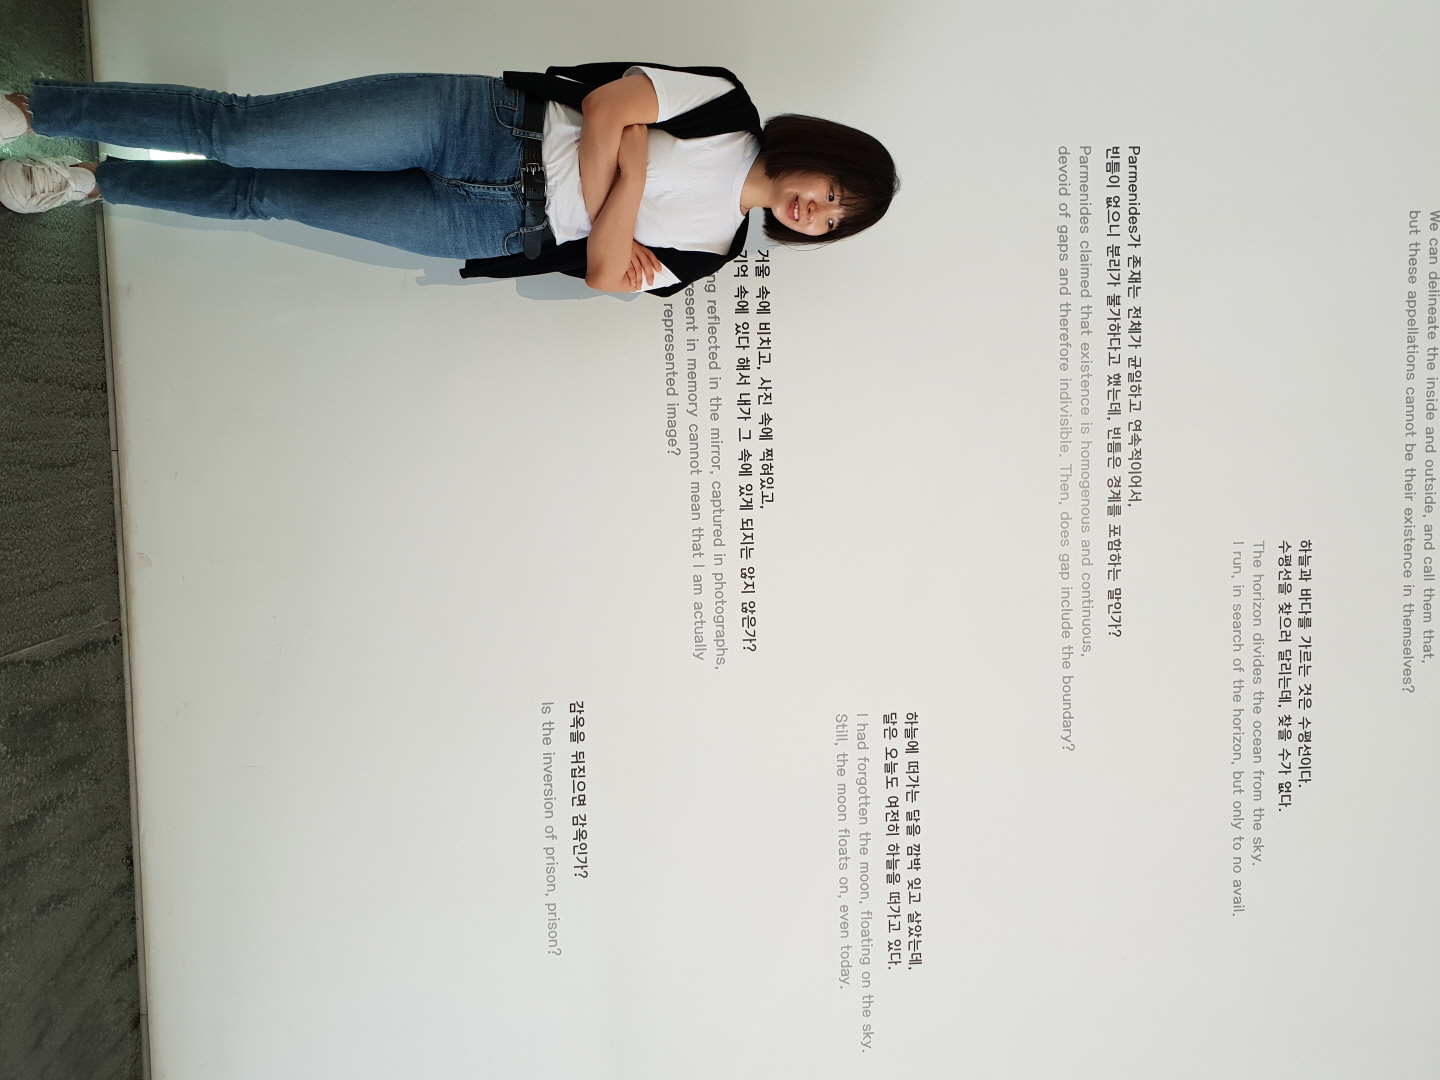 We can delineate the inside and outside, and call them that,
but these appellations cannot be their existence in themselves?
하늘과 바다를 가르는 것은 수평선이다.
수평선을 찾으러 달리는데, 찾을 수가 없다.
The horizon divides the ocean from the sky.
I run, in search of the horizon, but only to no avail.
Parmenides가 존재는 전체가 균일하고 연속적이어서,
빈틈이 없으니 분리가 불가하다고 했는데, 빈틈은 경계를 포함하는 말인가?
Parmenides claimed that existence is homogenous and continuous,
devoid of gaps and therefore indivisible. Then, does gap include the boundary?
하늘에 떠가는 달을 깜박 잊고 살았는데,
달은 오늘도 여전히 하늘을 떠가고 있다.
I had forgotten the moon, floating on the sky.
Still, the moon floats on, even today.
거울 속에 비치고, 사진 속에 찍혀있고,
기억 속에 있다 해서 내가 그 속에 있게 되지는 않지 않은가?
reflected in the mirror, captured in photographs,
in memory cannot mean that I am actually
represented image?
감옥을 뒤집으면 감옥인가?
Is the inversion of prison, prison?